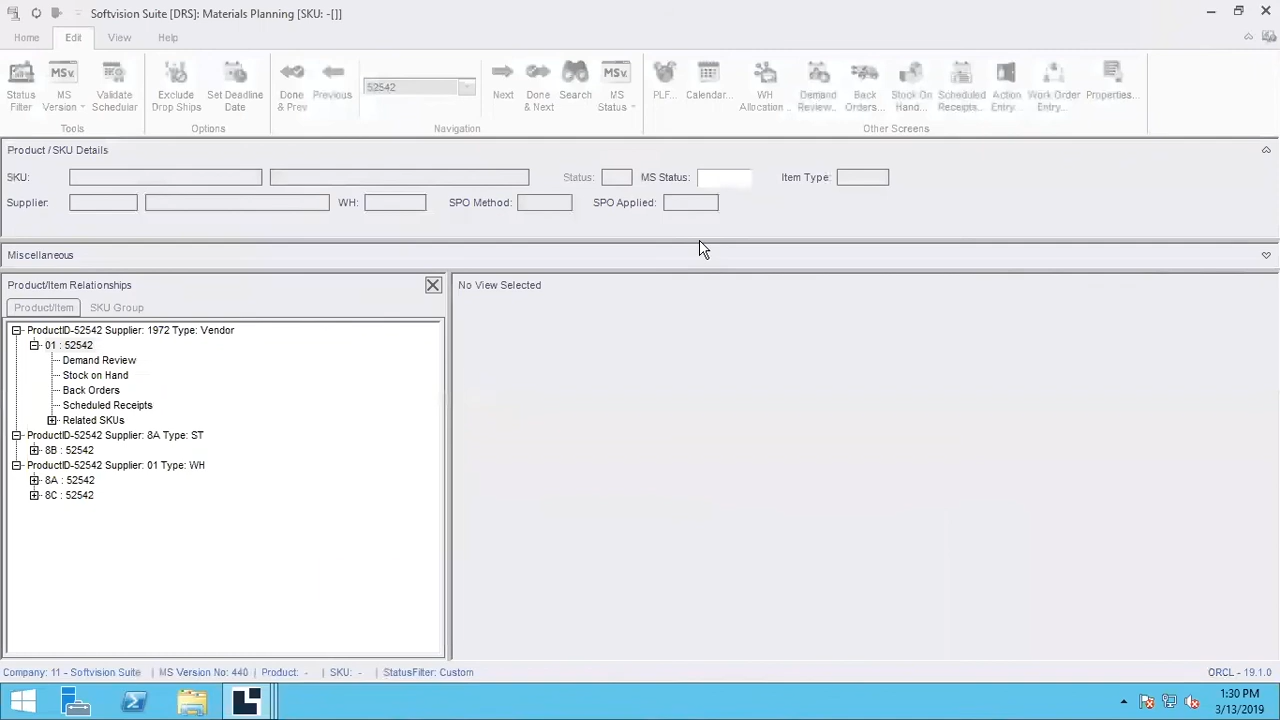 Softvision Suite [DRS]: Materials Planning [SKU: -[]]
Home Edit View Help
Status Filter
MS Version
Validate Scheduler
Exclude Drop Ships
Set Deadline Date
Done & Prev
Previous
52542
Next
Done & Next
Search
MS Status
PLF...
Calendar...
WH Allocation..
Demand Review..
Back Orders...
Stock On Hand...
Scheduled Receipts..
Action Entry...
Work Order Entry...
Properties...
Tools Options Navigation Other Screens
Product / SKU Details
SKU: Status: MS Status: Item Type:
Supplier: WH: SPO Method: SPO Applied:
Miscellaneous
Product/Item Relationships
No View Selected
Product/Item SKU Group
ProductID-52542 Supplier: 1972 Type: Vendor
01 : 52542
Demand Review
Stock on Hand
Back Orders
Scheduled Receipts
Related SKUs
ProductID-52542 Supplier: 8A Type: ST
8B : 52542
ProductID-52542 Supplier: 01 Type: WH
8A : 52542
8C : 52542
Company: 11 - Softvision Suite | MS Version No: 440 | Product: - | SKU: - | StatusFilter: Custom ORCL - 19.1.0
1:30 PM
3/13/2019